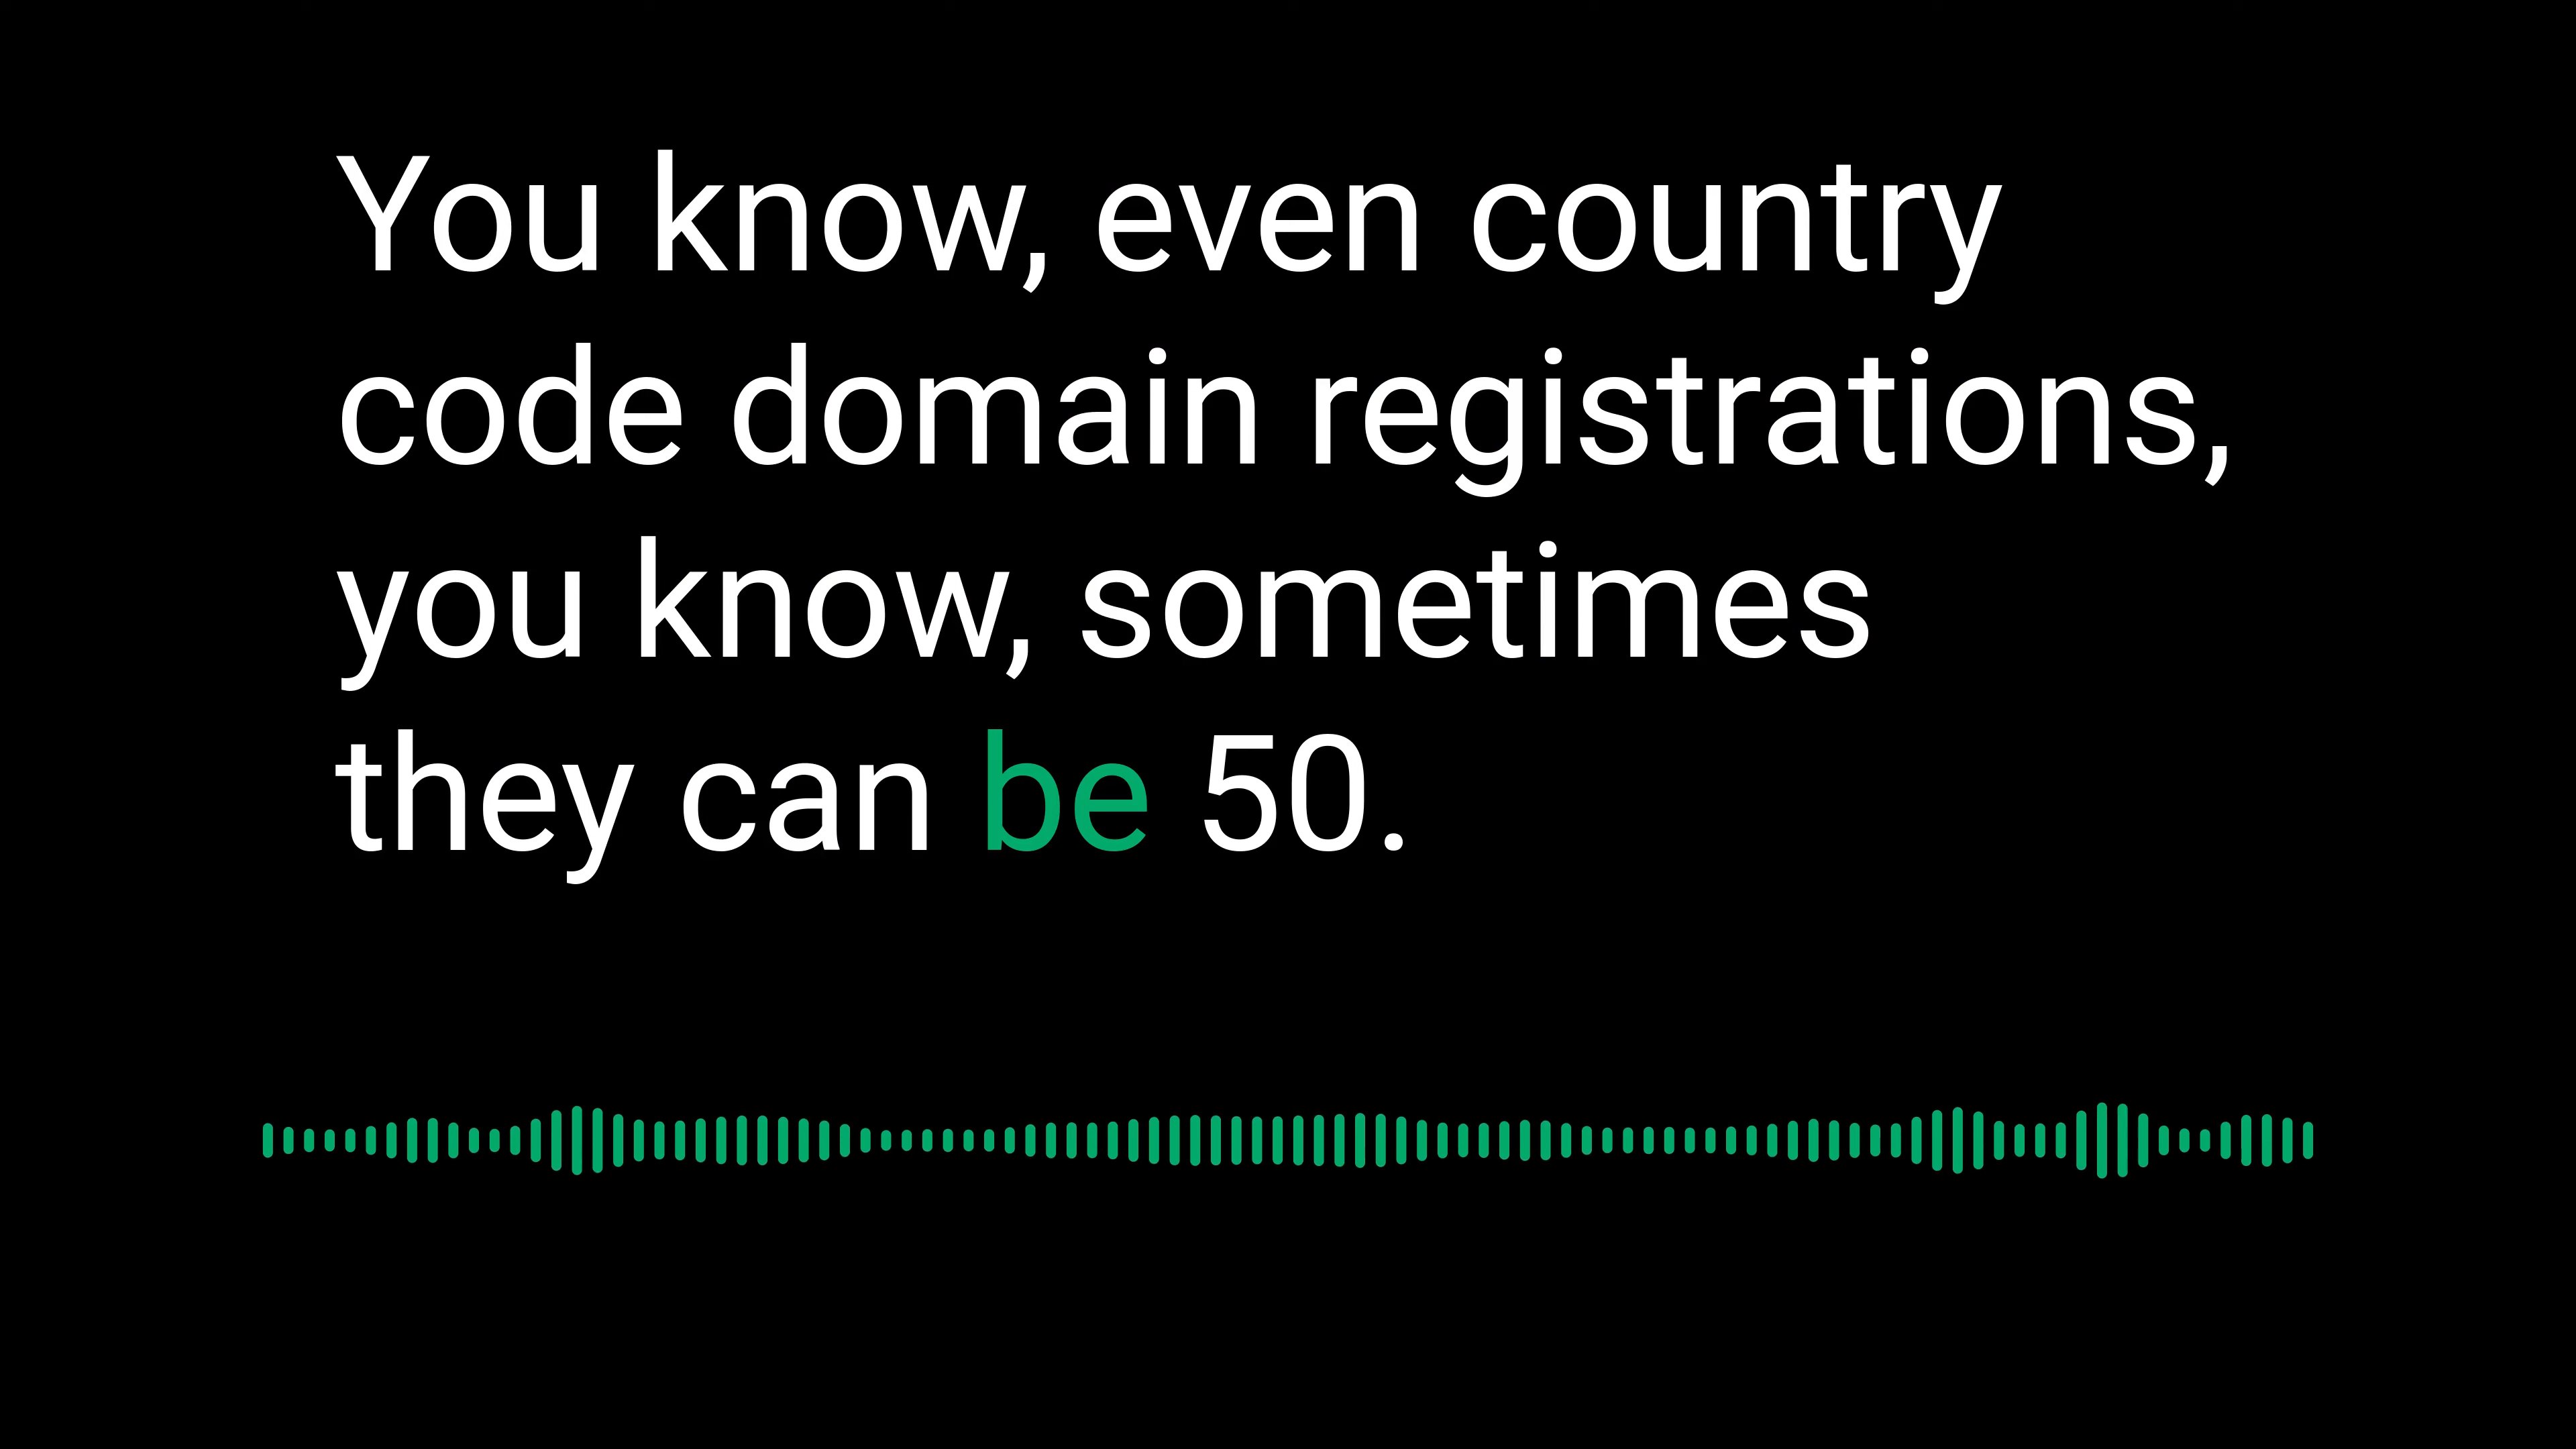 You know, even country
code domain registrations,
you know, sometimes
they can be 50.